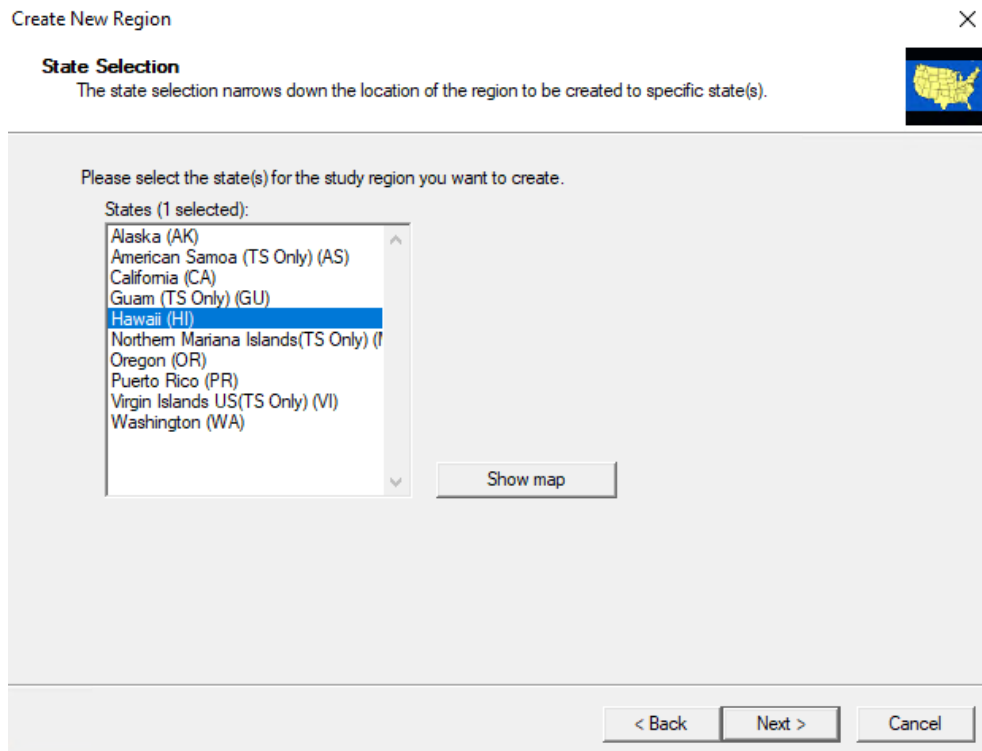 Create New Region
State Selection
The state selection narrows down the location of the region to be created to specific state(s).
Please select the state(s) for the study region you want to create.
States (1 selected):
Alaska (AK)
American Samoa (TS Only) (AS)
California (CA)
Guam (TS Only) (GU)
Hawaii (HI)
Northern Mariana Islands(TS Only) (
Oregon (OR)
Puerto Rico (PR)
Virgin Islands US(TS Only) (VI)
Washington (WA)
Show map
< Back Next > Cancel